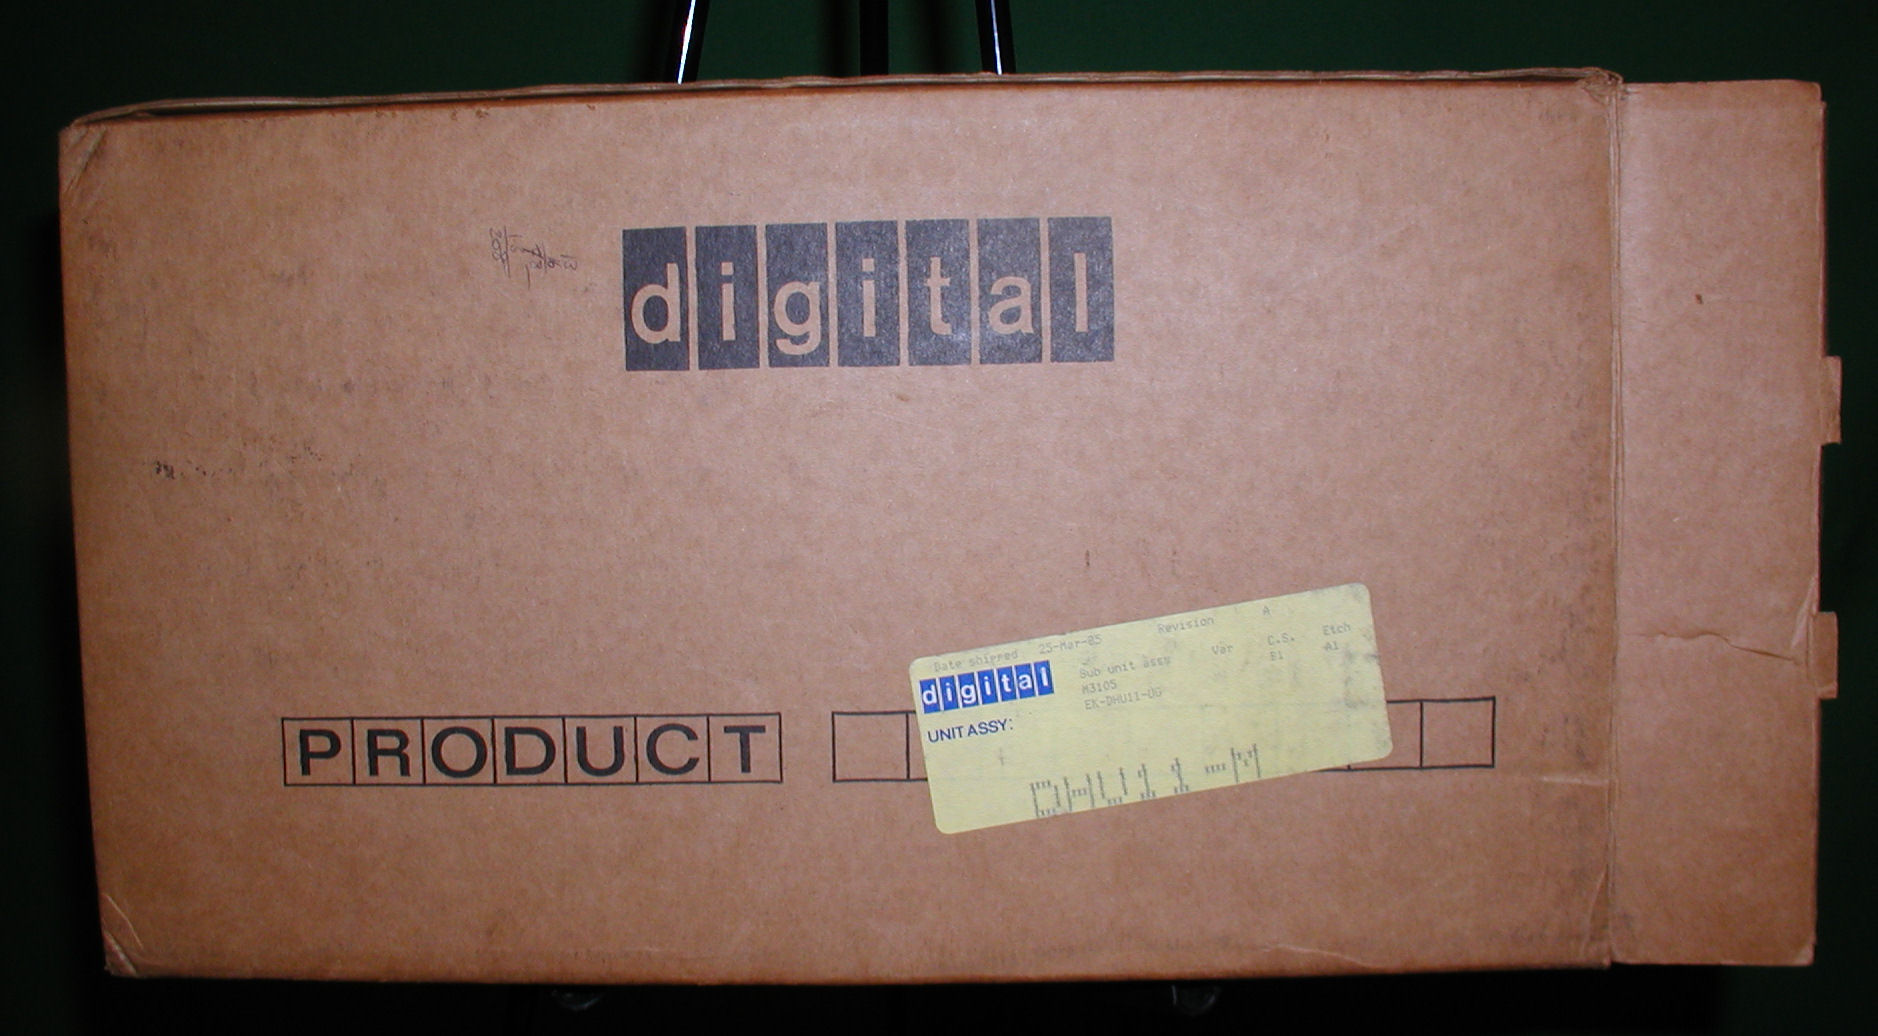 digital
PRODUCT
Date shipped 25-Mar-85 Revision A
digital Sub unit assy Var C.S. Etch
M3105 B1 A1
EK-DHU11-UG
UNIT ASSY:
DHU11-M